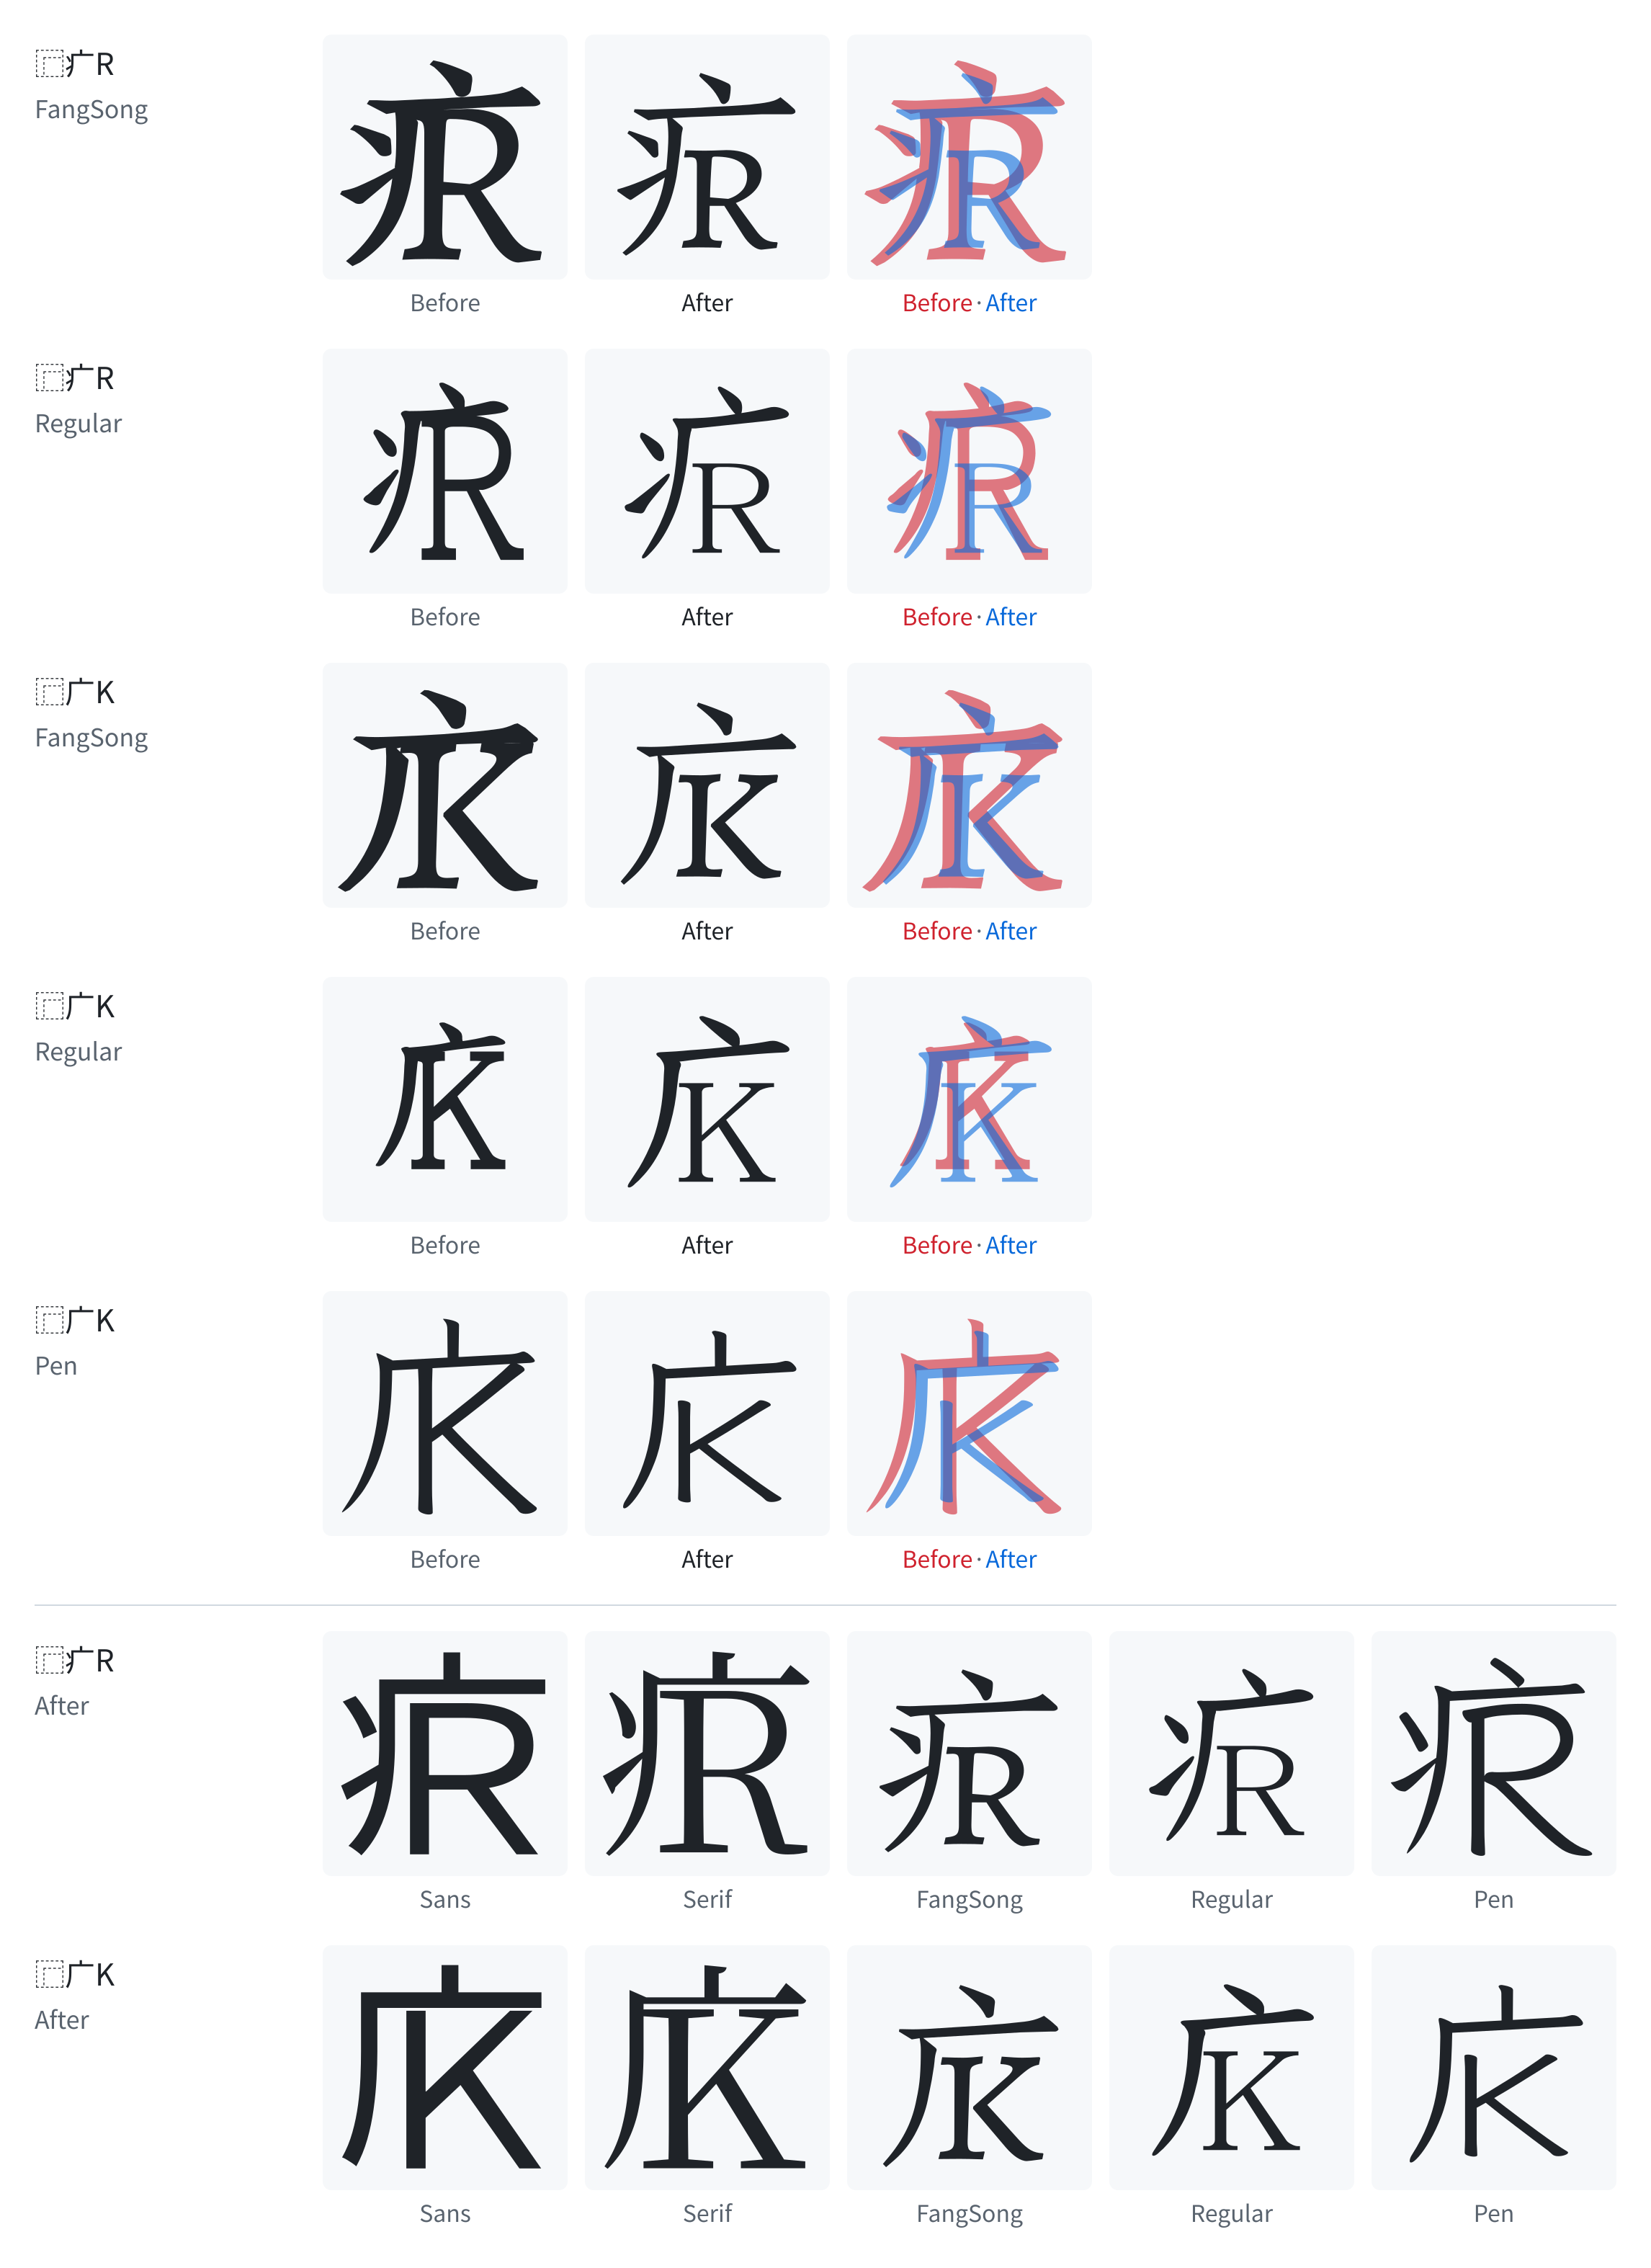 ⿸疒R
FangSong
Before
After
Before · After
⿸疒R
Regular
Before
After
Before · After
⿸广K
FangSong
Before
After
Before · After
⿸广K
Regular
Before
After
Before · After
⿸广K
Pen
Before
After
Before · After
⿸疒R
After
Sans
Serif
FangSong
Regular
Pen
⿸广K
After
Sans
Serif
FangSong
Regular
Pen